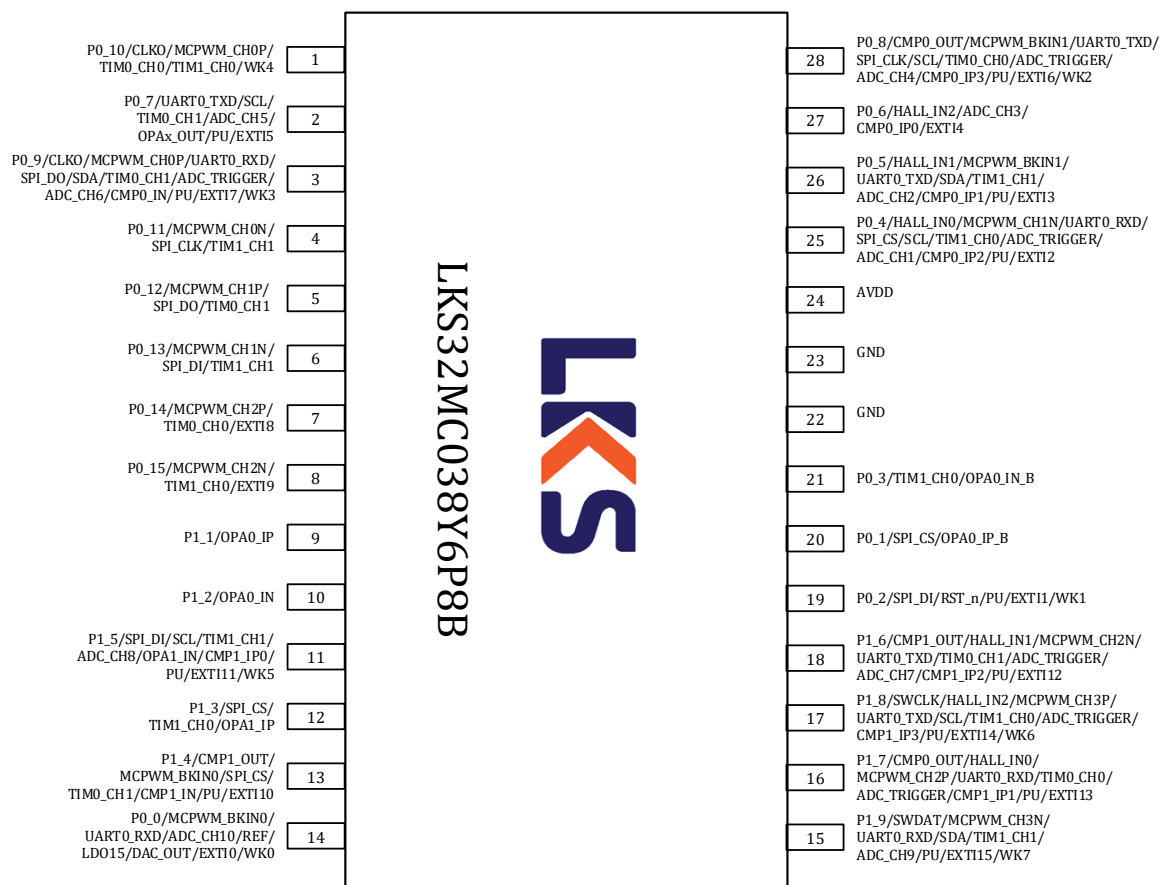 P0_10/CLKO/MCPWM_CH0P/
TIM0_CH0/TIM1_CH0/WK4
1
P0_7/UART0_TXD/SCL/
TIM0_CH1/ADC_CH5/
OPAx_OUT/PU/EXTI5
2
P0_9/CLKO/MCPWM_CH0P/UART0_RXD/
SPI_DO/SDA/TIM0_CH1/ADC_TRIGGER/
ADC_CH6/CMP0_IN/PU/EXTI7/WK3
3
P0_11/MCPWM_CH0N/
SPI_CLK/TIM1_CH1
4
P0_12/MCPWM_CH1P/
SPI_DO/TIM0_CH1
5
P0_13/MCPWM_CH1N/
SPI_DI/TIM1_CH1
6
P0_14/MCPWM_CH2P/
TIM0_CH0/EXTI8
7
P0_15/MCPWM_CH2N/
TIM1_CH0/EXTI9
8
P1_1/OPA0_IP
9
P1_2/OPA0_IN
10
P1_5/SPI_DI/SCL/TIM1_CH1/
ADC_CH8/OPA1_IN/CMP1_IP0/
PU/EXTI11/WK5
11
P1_3/SPI_CS/
TIM1_CH0/OPA1_IP
12
P1_4/CMP1_OUT/
MCPWM_BKIN0/SPI_CS/
TIM0_CH1/CMP1_IN/PU/EXTI10
13
P0_0/MCPWM_BKIN0/
UART0_RXD/ADC_CH10/REF/
LDO15/DAC_OUT/EXTI0/WK0
14
LKS32MC038Y6P8B
LKS
28
P0_8/CMP0_OUT/MCPWM_BKIN1/UART0_TXD/
SPI_CLK/SCL/TIM0_CH0/ADC_TRIGGER/
ADC_CH4/CMP0_IP3/PU/EXTI6/WK2
27
P0_6/HALL_IN2/ADC_CH3/
CMP0_IP0/EXTI4
26
P0_5/HALL_IN1/MCPWM_BKIN1/
UART0_TXD/SDA/TIM1_CH1/
ADC_CH2/CMP0_IP1/PU/EXTI3
25
P0_4/HALL_IN0/MCPWM_CH1N/UART0_RXD/
SPI_CS/SCL/TIM1_CH0/ADC_TRIGGER/
ADC_CH1/CMP0_IP2/PU/EXTI2
24
AVDD
23
GND
22
GND
21
P0_3/TIM1_CH0/OPA0_IN_B
20
P0_1/SPI_CS/OPA0_IP_B
19
P0_2/SPI_DI/RST_n/PU/EXTI1/WK1
18
P1_6/CMP1_OUT/HALL_IN1/MCPWM_CH2N/
UART0_TXD/TIM0_CH1/ADC_TRIGGER/
ADC_CH7/CMP1_IP2/PU/EXTI12
17
P1_8/SWCLK/HALL_IN2/MCPWM_CH3P/
UART0_TXD/SCL/TIM1_CH0/ADC_TRIGGER/
CMP1_IP3/PU/EXTI14/WK6
16
P1_7/CMP0_OUT/HALL_IN0/
MCPWM_CH2P/UART0_RXD/TIM0_CH0/
ADC_TRIGGER/CMP1_IP1/PU/EXTI13
15
P1_9/SWDAT/MCPWM_CH3N/
UART0_RXD/SDA/TIM1_CH1/
ADC_CH9/PU/EXTI15/WK7